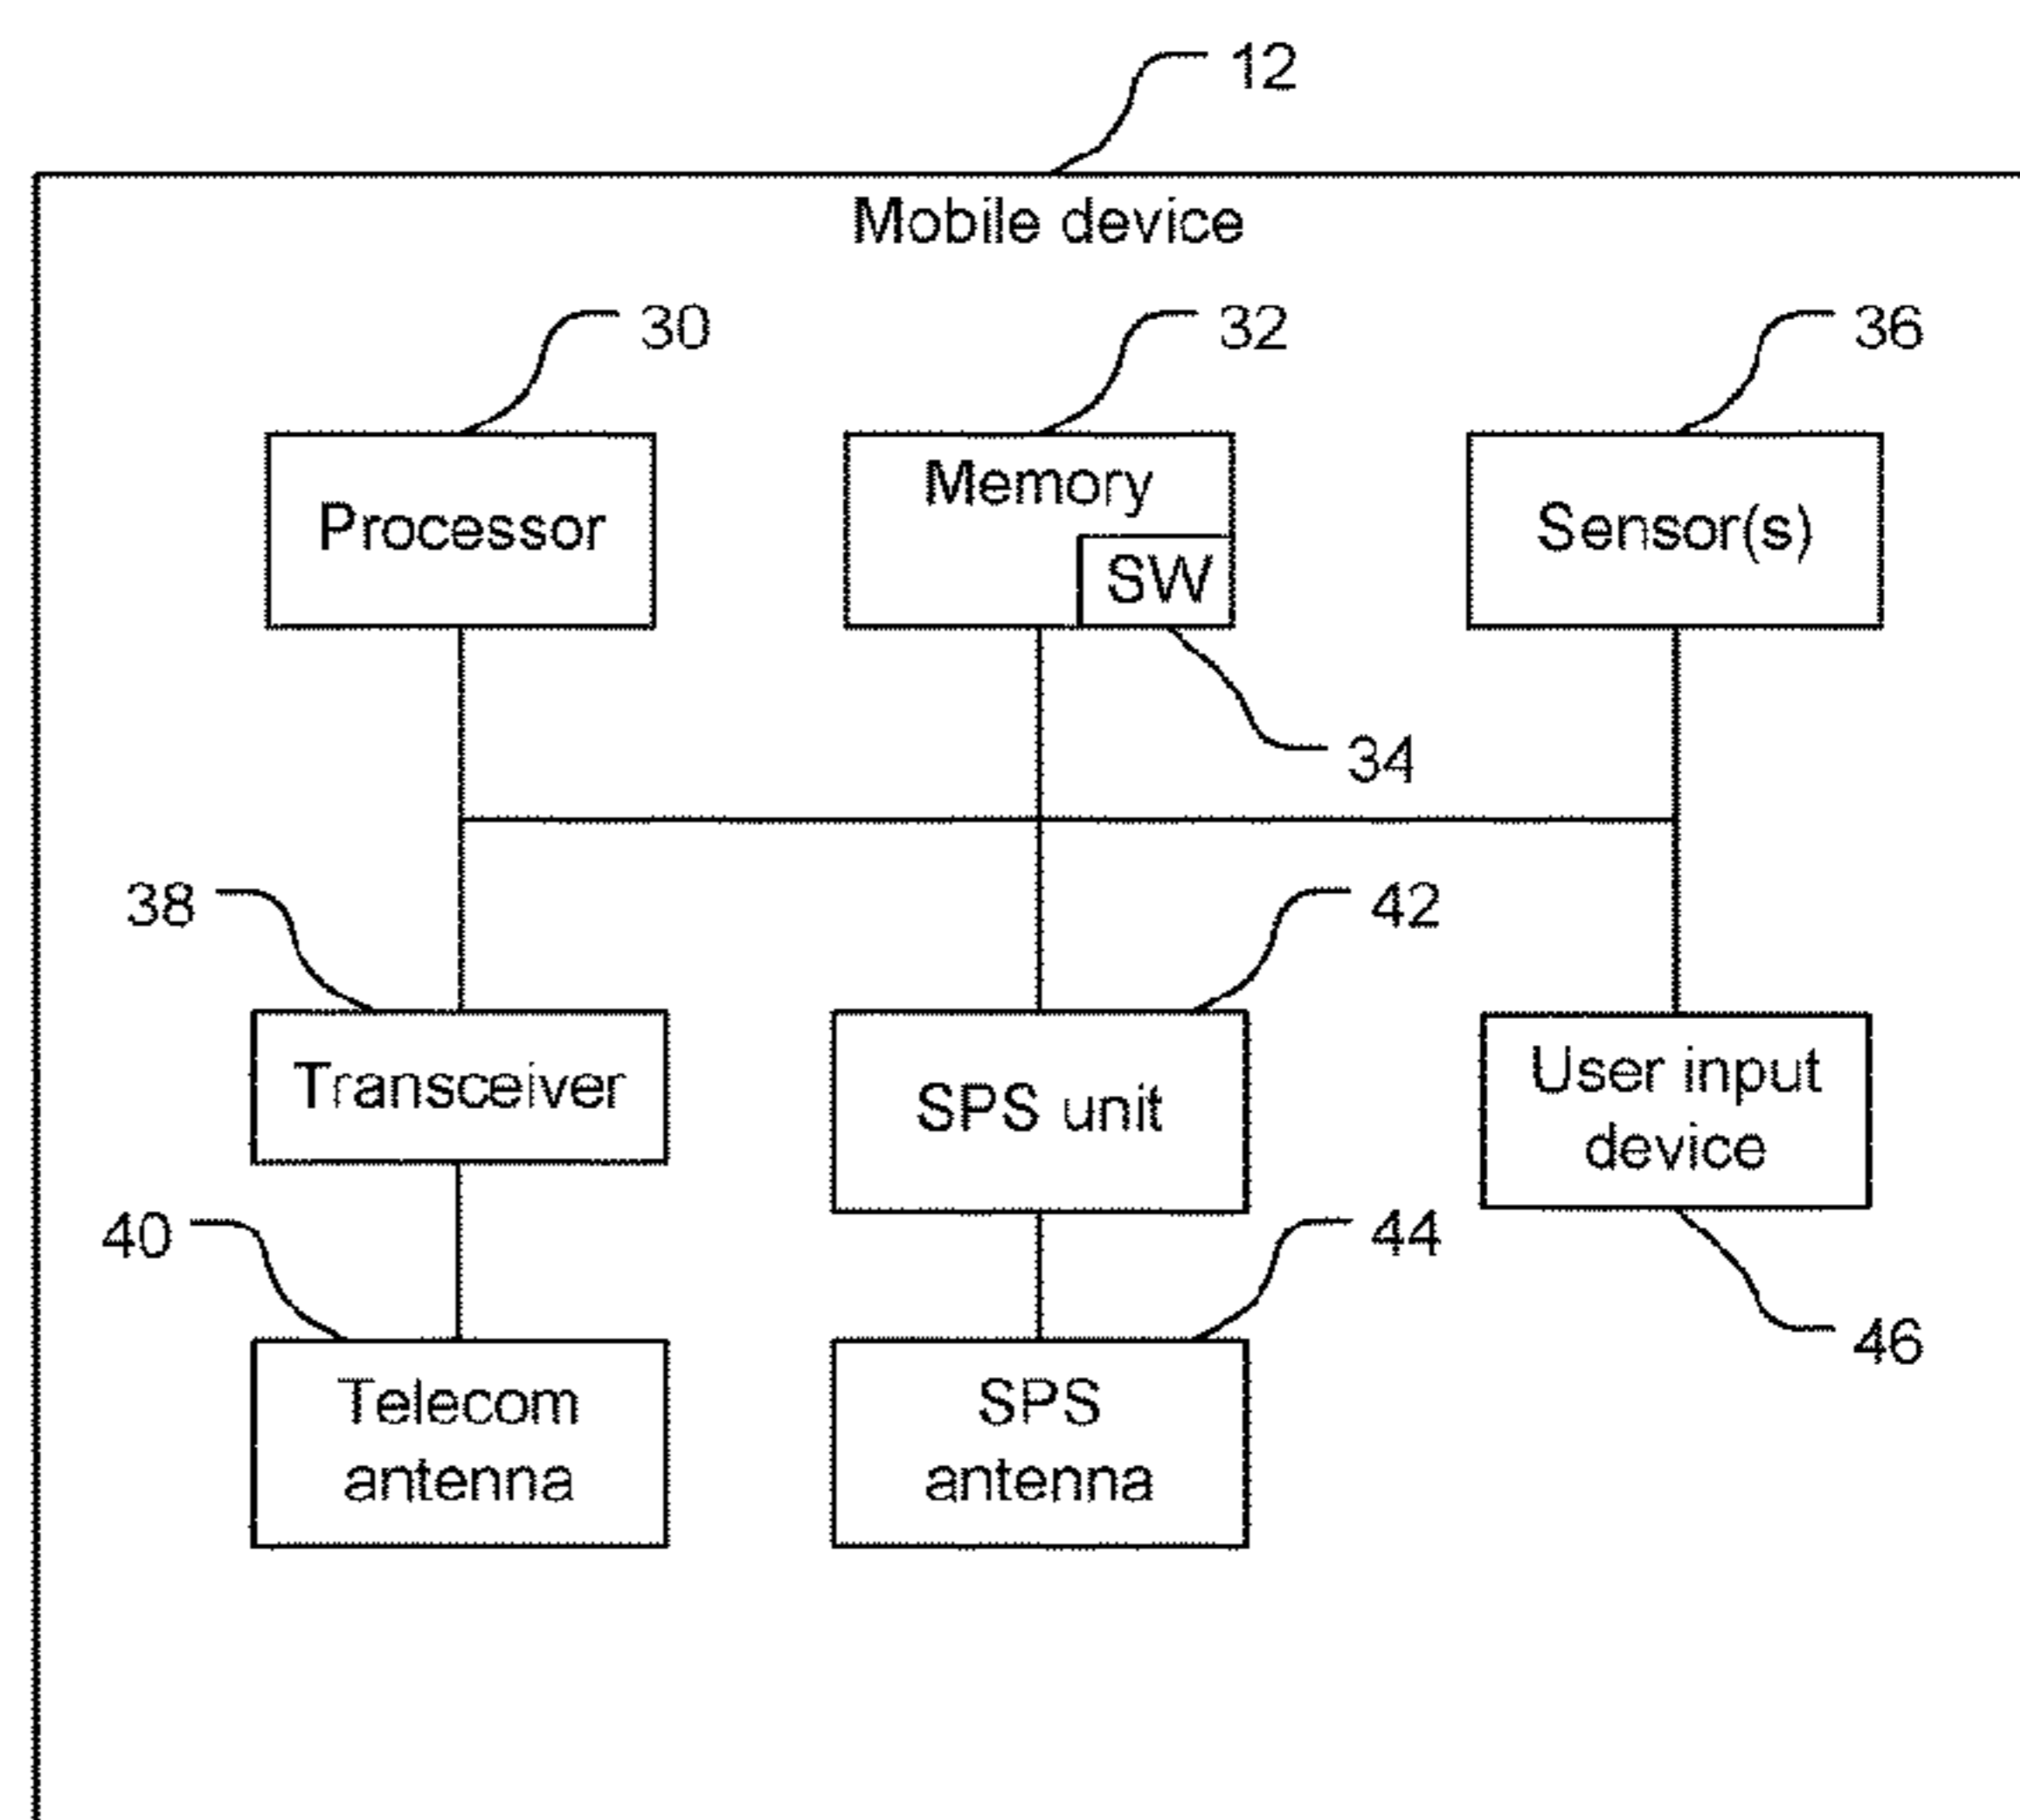 12
Mobile device
30
32
36
Processor
Memory
SW
Sensor(s)
34
38
42
Transceiver
SPS unit
User input
device
40
44
46
Telecom
antenna
SPS
antenna